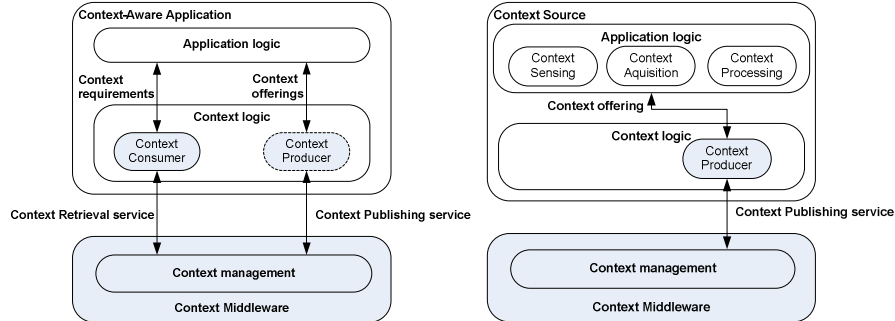 Context-Aware Application
Application logic
Context
requirements
Context
offerings
Context logic
Context
Consumer
Context
Producer
Context Retrieval service
Context Publishing service
Context management
Context Middleware
Context Source
Application logic
Context
Sensing
Context
Aquisition
Context
Processing
Context offering
Context logic
Context
Producer
Context Publishing service
Context management
Context Middleware